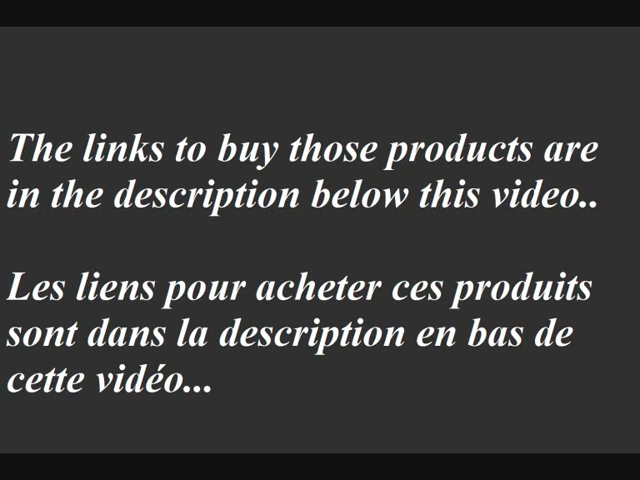 The links to buy those products are
in the description below this video..
Les liens pour acheter ces produits
sont dans la description en bas de
cette vidéo...